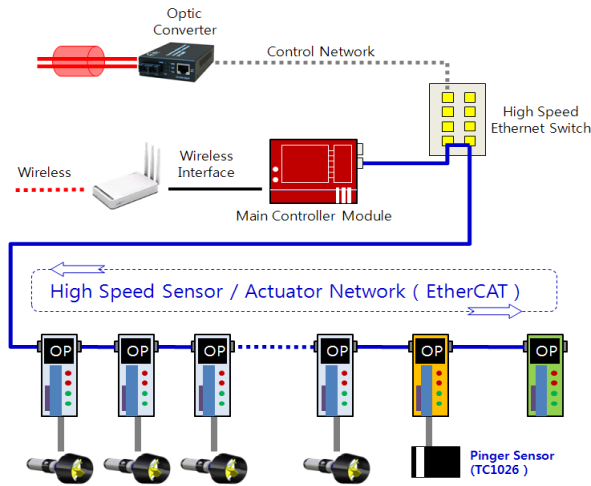 Optic
Converter
Control Network
High Speed
Ethernet Switch
Wireless
Wireless
Interface
Main Controller Module
High Speed Sensor / Actuator Network ( EtherCAT )
OP
OP
OP
OP
OP
OP
Pinger Sensor
(TC1026 )